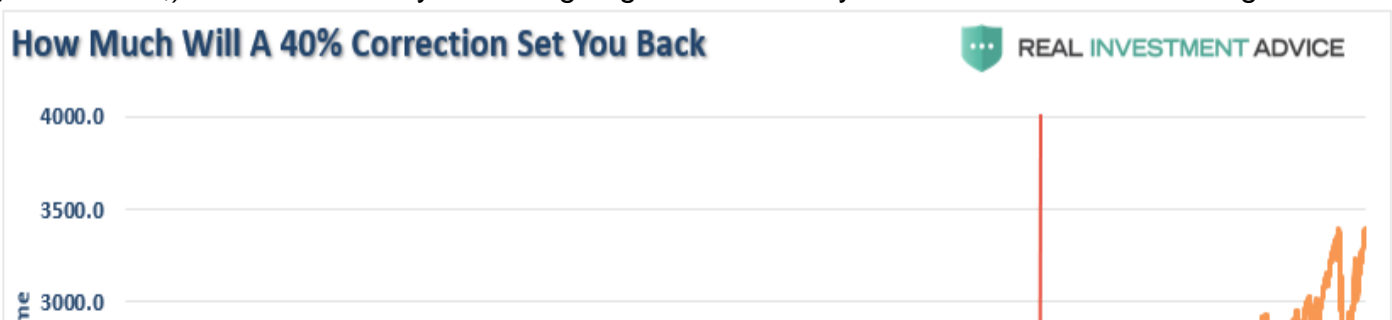 How Much Will A 40% Correction Set You Back
REAL INVESTMENT ADVICE
4000.0
3500.0
3000.0